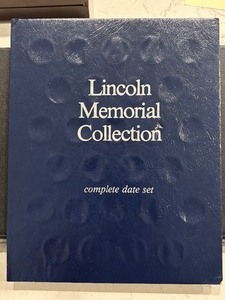 Lincoln
Memorial
Collection
complete date set